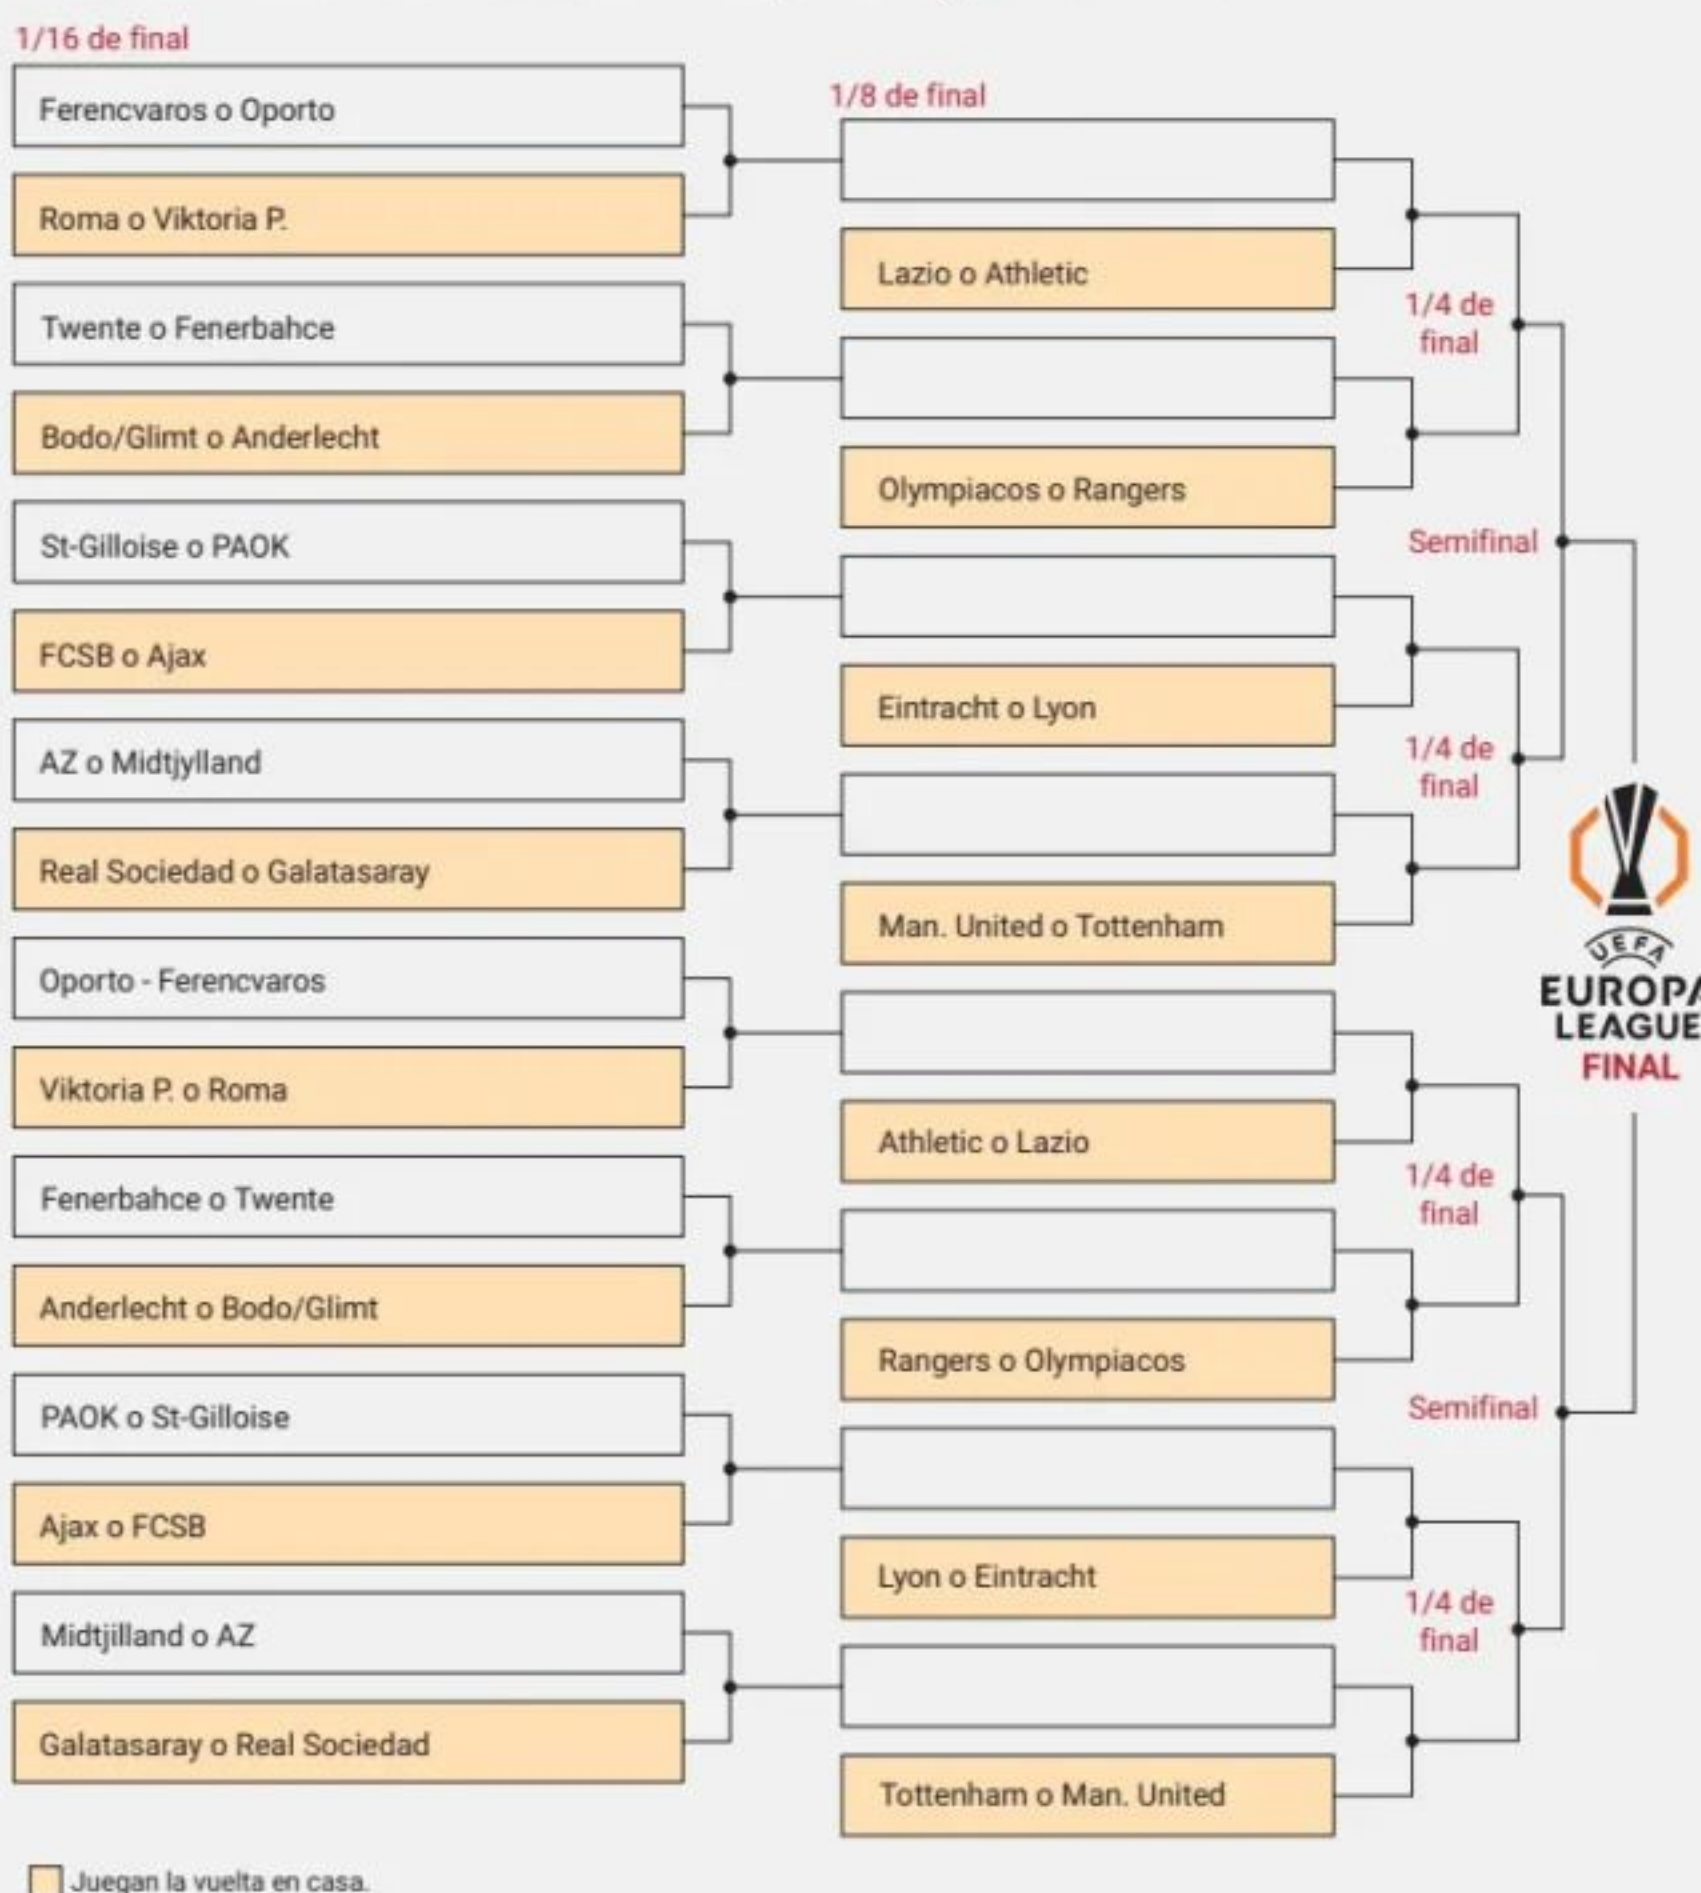 1/16 de final
Ferencvaros o Oporto
Roma o Viktoria P.
Twente o Fenerbahce
Bodo/Glimt o Anderlecht
St-Gilloise o PAOK
FCSB o Ajax
AZ o Midtjylland
Real Sociedad o Galatasaray
Oporto - Ferencvaros
Viktoria P. o Roma
Fenerbahce o Twente
Anderlecht o Bodo/Glimt
PAOK o St-Gilloise
Ajax o FCSB
Midtjilland o AZ
Galatasaray o Real Sociedad
1/8 de final
Lazio o Athletic
Olympiacos o Rangers
Eintracht o Lyon
Man. United o Tottenham
Athletic o Lazio
Rangers o Olympiacos
Lyon o Eintracht
Tottenham o Man. United
1/4 de
final
Semifinal
1/4 de
final
UEFA
EUROPA
LEAGUE
FINAL
1/4 de
final
Semifinal
1/4 de
final
Juegan la vuelta en casa.